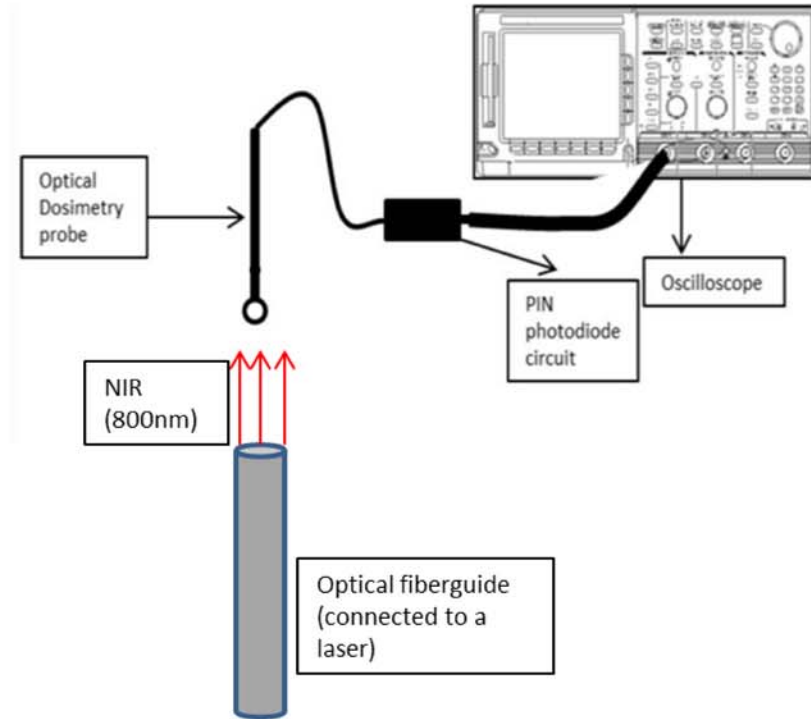 Optical
Dosimetry
probe
Oscilloscope
PIN
photodiode
circuit
NIR
(800nm)
Optical fiberguide
(connected to a
laser)